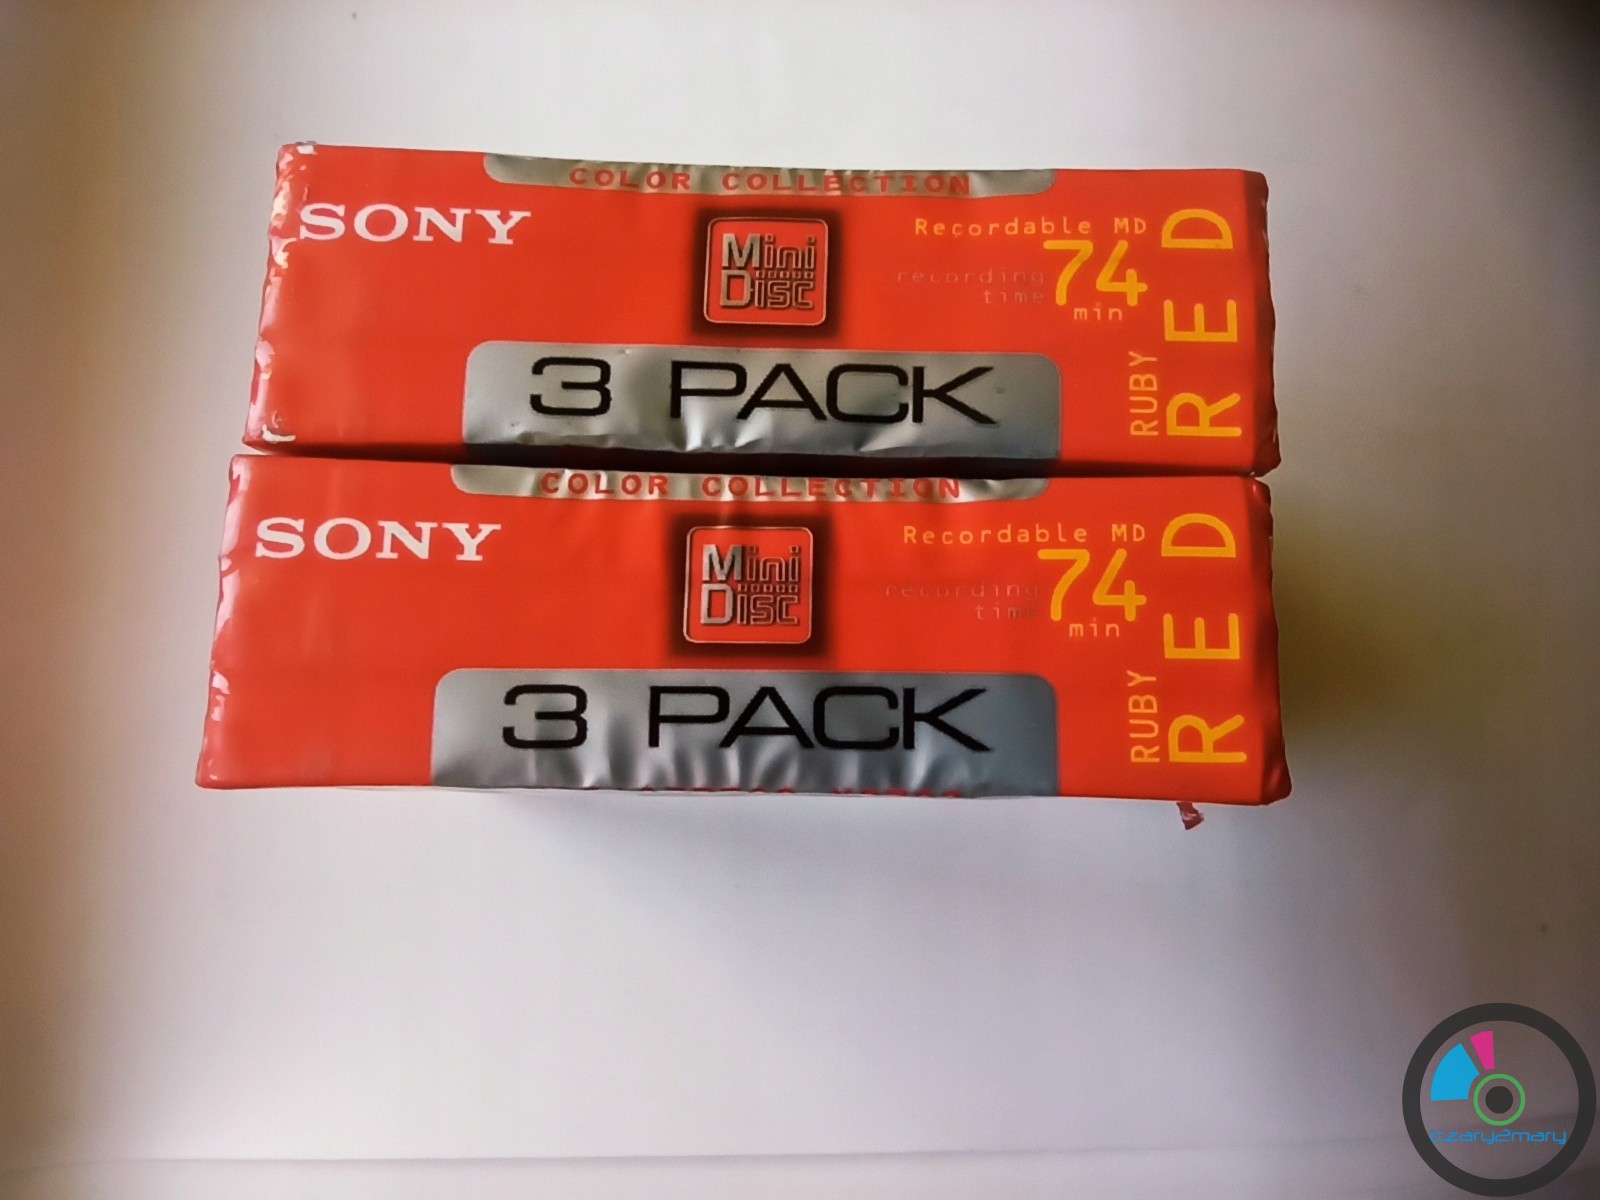 COLOR COLLECTION
SONY
Mini
Disc
Recordable MD
recording
time
74
min
RUBY
RED
3 PACK
COLOR COLLECTION
SONY
Mini
Disc
Recordable MD
recording
time
74
min
RUBY
RED
3 PACK
czary2mary